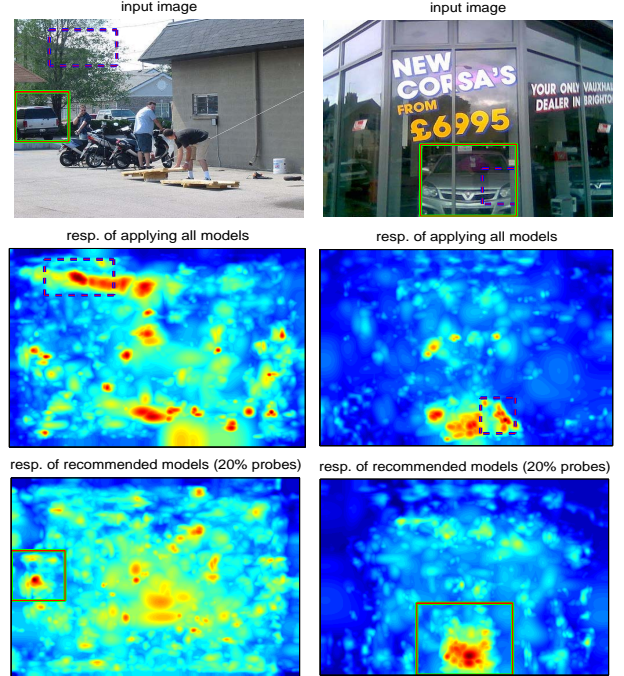 input image
input image
NEW
CORSA'S
FROM
£6995
YOUR ONLY VAUXHALL
DEALER IN BRIGHTON
resp. of applying all models
resp. of applying all models
resp. of recommended models (20% probes)
resp. of recommended models (20% probes)